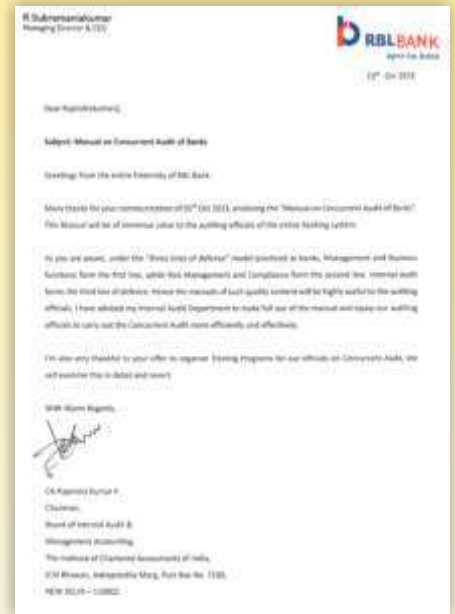 R Subramaniakumar
Managing Director & CEO
RBLBANK
अपनो का बैंक
Dear Rajendrakumarji,
Subject: Manual on Concurrent Audit of Banks
Greetings from the entire fraternity of RBL Bank.
Many thanks for your communication of 05th Oct 2023, enclosing the "Manual on Concurrent Audit of Banks".
This Manual will be of immense value to the auditing officials of the entire banking system.
As you are aware, under the "three lines of defense" model practiced in banks, Management and Business
functions form the first line, while Risk Management and Compliance form the second line. Internal audit
forms the third line of defence. Hence the manuals of such quality content will be highly useful to the auditing
officials. I have advised my Internal Audit Department to make full use of the manual and equip our auditing
officials to carry out the Concurrent Audit more efficiently and effectively.
I'm also very thankful to your offer to organise Training Programs for our officials on Concurrent Audit. We
will examine this in detail and revert.
With Warm Regards,
CA Rajendra Kumar P
Chairman,
Board of Internal Audit &
Management Accounting,
The Institute of Chartered Accountants of India,
ICAI Bhawan, Indraprastha Marg, Post Box No. 7100,
NEW DELHI – 110002.